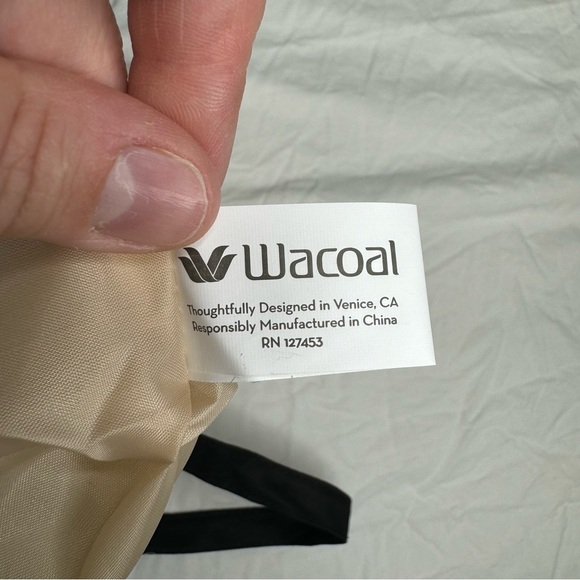 Wacoal
Thoughtfully Designed in Venice, CA
Responsibly Manufactured in China
RN 127453